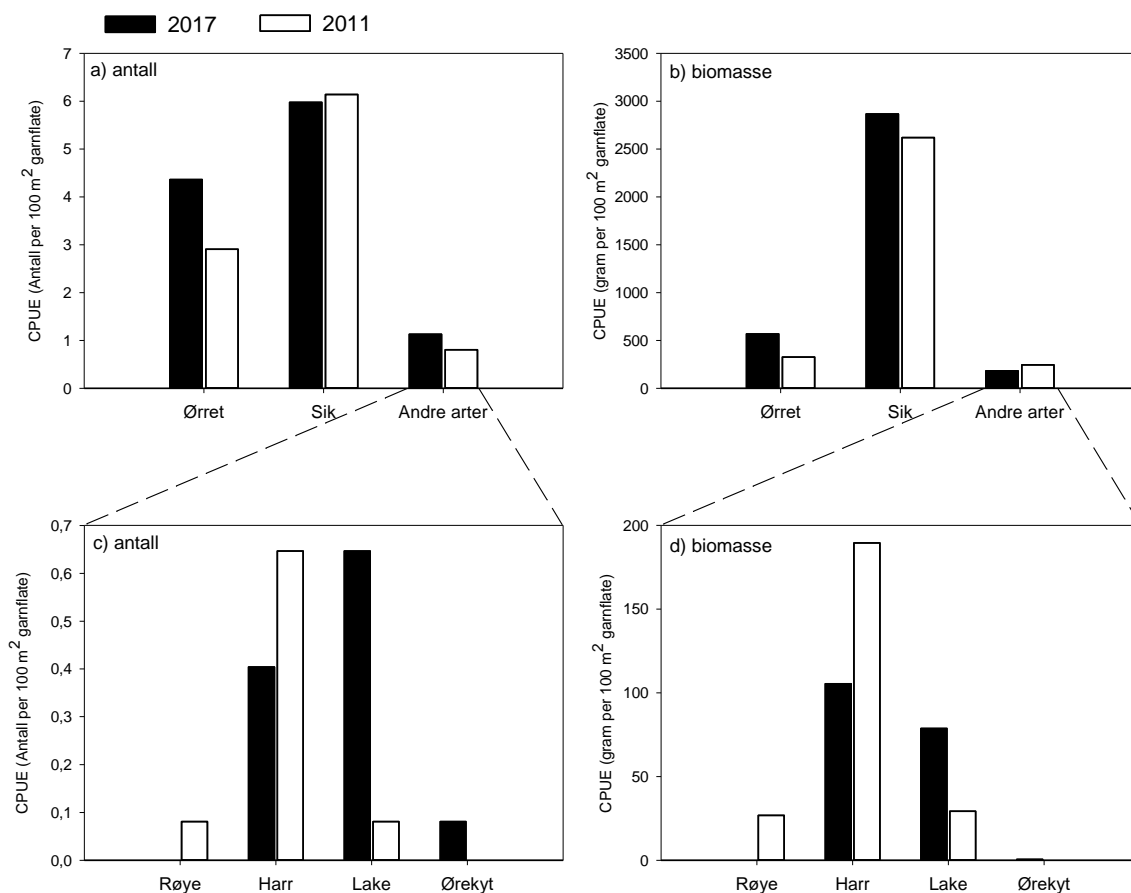 2017 2011
a) antall
CPUE (Antall per 100 m² garnflate)
7
6
5
4
3
2
1
0
Ørret Sik Andre arter
b) biomasse
CPUE (gram per 100 m² garnflate)
3500
3000
2500
2000
1500
1000
500
0
Ørret Sik Andre arter
c) antall
CPUE (Antall per 100 m² garnflate)
0,7
0,6
0,5
0,4
0,3
0,2
0,1
0,0
Røye Harr Lake Ørekyt
d) biomasse
CPUE (gram per 100 m² garnflate)
200
150
100
50
0
Røye Harr Lake Ørekyt